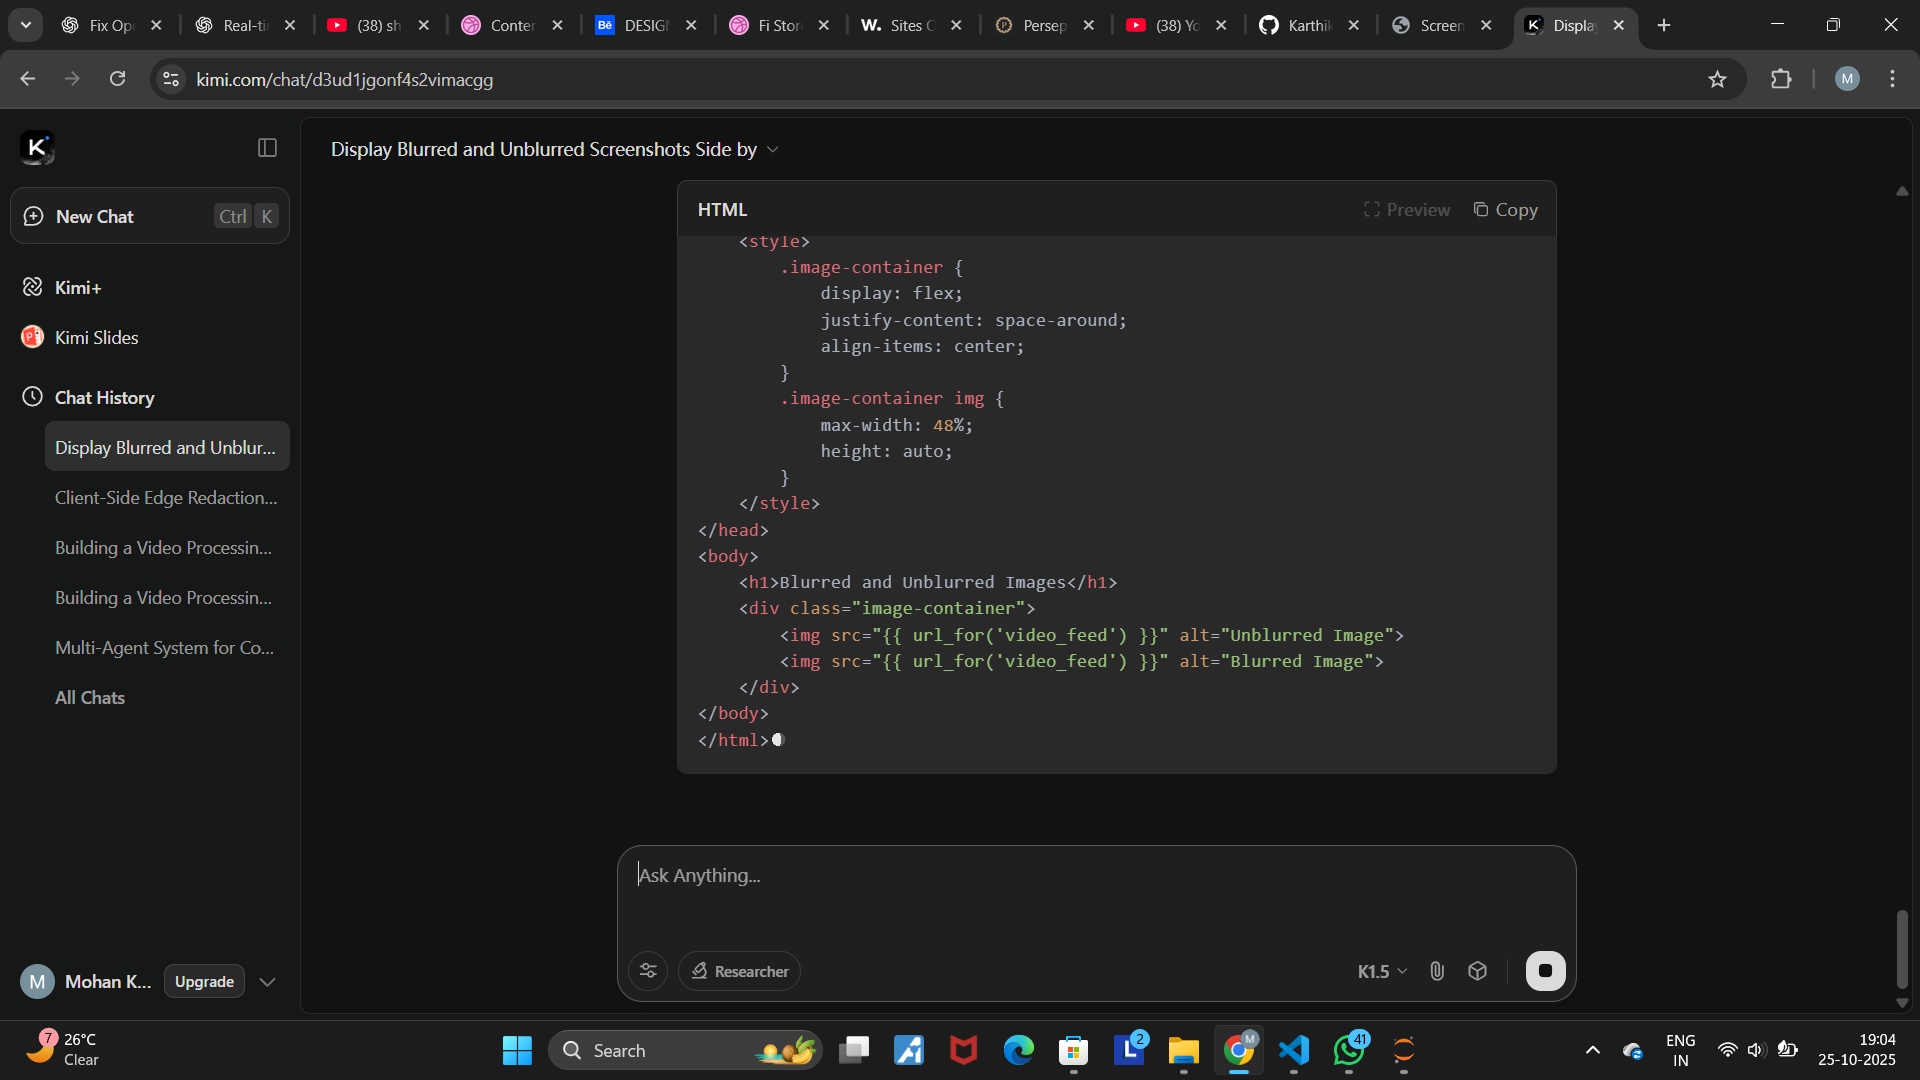 Fix Op
Real-ti
(38) sh
Conter
DESIG
Fi Stor
Sites
Persep
(38) Yo
Karthik
Screen
Displa
kimi.com/chat/d3ud1jgonf4s2vimacgg
M
K
Display Blurred and Unblurred Screenshots Side by
New Chat
Ctrl K
Kimi+
Kimi Slides
Chat History
Display Blurred and Unblur...
Client-Side Edge Redaction...
Building a Video Processin...
Building a Video Processin...
Multi-Agent System for Co...
All Chats
HTML
Preview
Copy
<style>
.image-container {
display: flex;
justify-content: space-around;
align-items: center;
}
.image-container img {
max-width: 48%;
height: auto;
}
</style>
</head>
<body>
<h1>Blurred and Unblurred Images</h1>
<div class="image-container">
<img src="{{ url_for('video_feed') }}" alt="Unblurred Image">
<img src="{{ url_for('video_feed') }}" alt="Blurred Image">
</div>
</body>
</html>
Ask Anything...
Researcher
K1.5
M
Mohan K...
Upgrade
7
26°C
Clear
Search
2
41
ENG
IN
19:04
25-10-2025